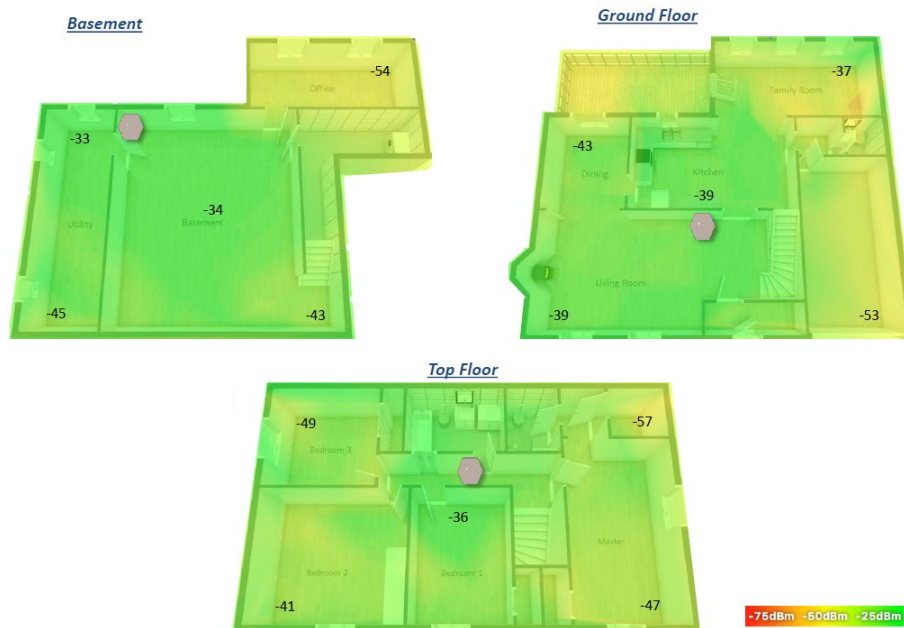 Basement
-54
Office
-33
-34
Basement
Utility
-45
-43
Ground Floor
-37
Family Room
-43
Dining
Kitchen
-39
Living Room
-39
-53
Top Floor
-49
Bedroom 3
-57
-36
Master
Bedroom 2
Bedroom 1
-41
-47
-75dBm -50dBm -25dBm